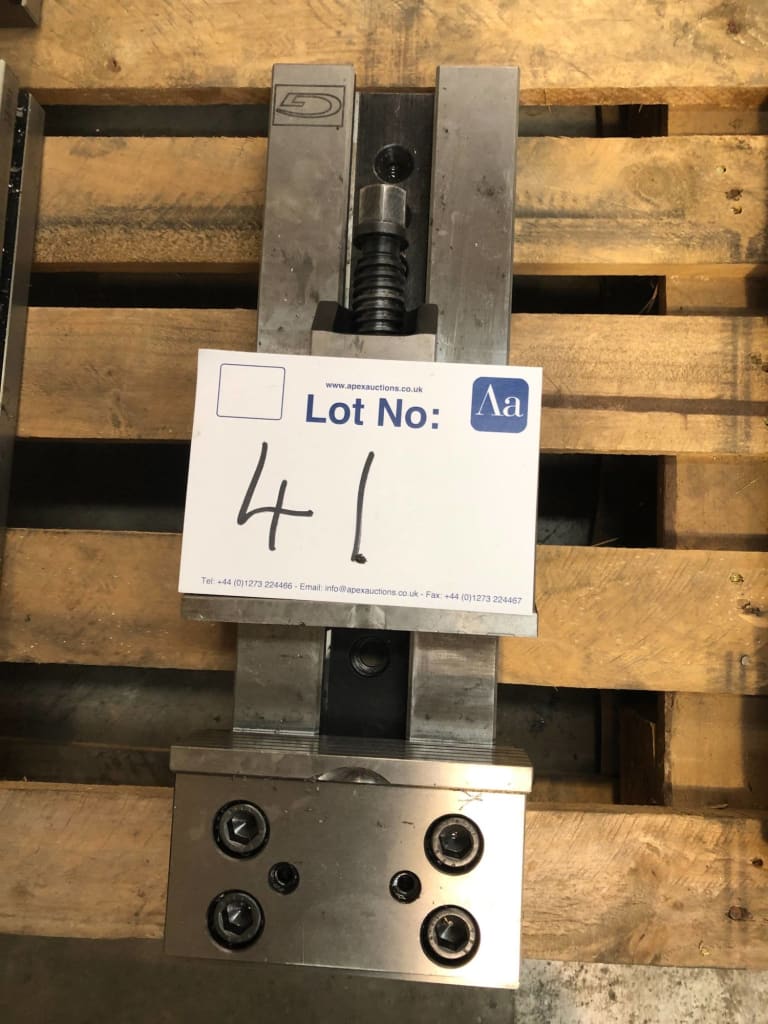 www.apexauctions.co.uk
Lot No:
Aa
41
Tel: +44 (0)1273 224466 - Email: info@apexauctions.co.uk - Fax: +44 (0)1273 224467